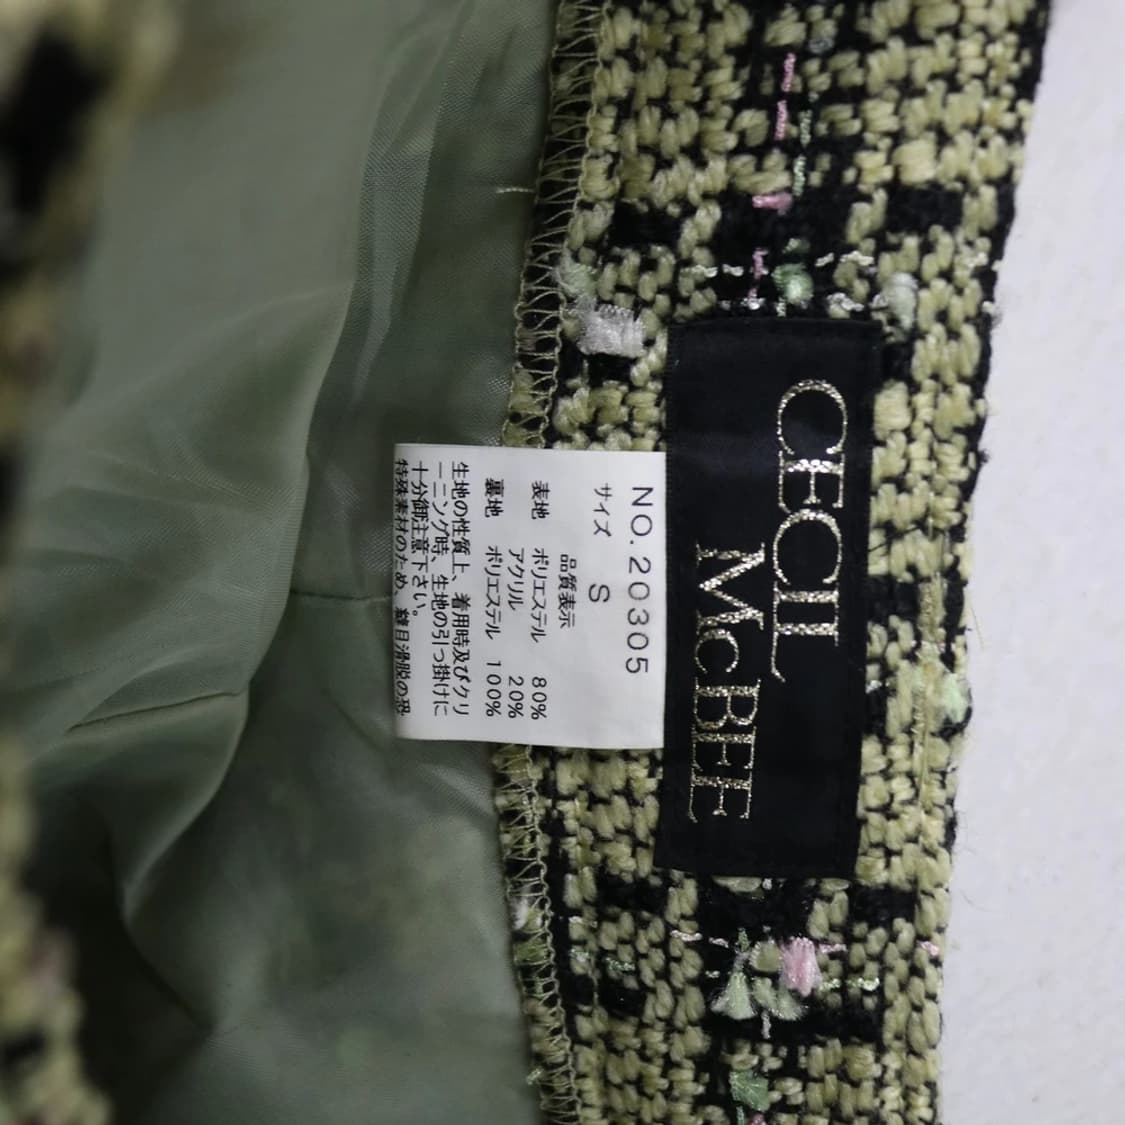 CECIL
McBEE
NO.20305
サイズ S
品質表示
表地 ポリエステル 80%
アクリル 20%
裏地 ポリエステル 100%
生地の性質上、着用時及びクリ
ーニング時、生地の引っ掛けに
十分御注意下さい。
特殊素材のため、縫目滑脱の恐